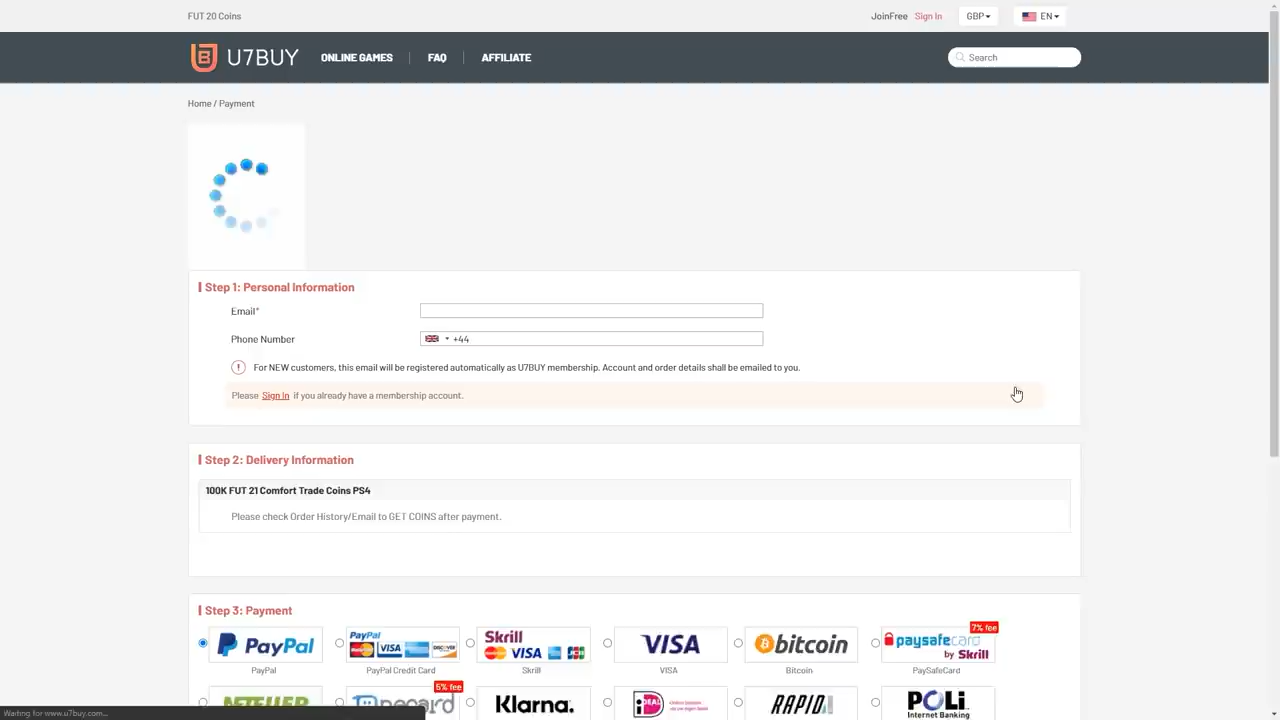 FUT 20 Coins
JoinFree Sign In GBP EN
U7BUY ONLINE GAMES FAQ AFFILIATE Search
Home / Payment
Step 1: Personal Information
Email*
Phone Number +44
For NEW customers, this email will be registered automatically as U7BUY membership. Account and order details shall be emailed to you.
Please Sign In if you already have a membership account.
Step 2: Delivery Information
100K FUT 21 Comfort Trade Coins PS4
Please check Order History/Email to GET COINS after payment.
Step 3: Payment
7% fee
PayPal PayPal VISA DISCOVER Skrill VISA JCB VISA bitcoin paysafecard by Skrill
PayPal PayPal Credit Card Skrill VISA Bitcoin PaySafeCard
5% fee
NETELLER Klarna. iDEAL RAPID POLi Internet Banking
Waiting for www.u7buy.com...